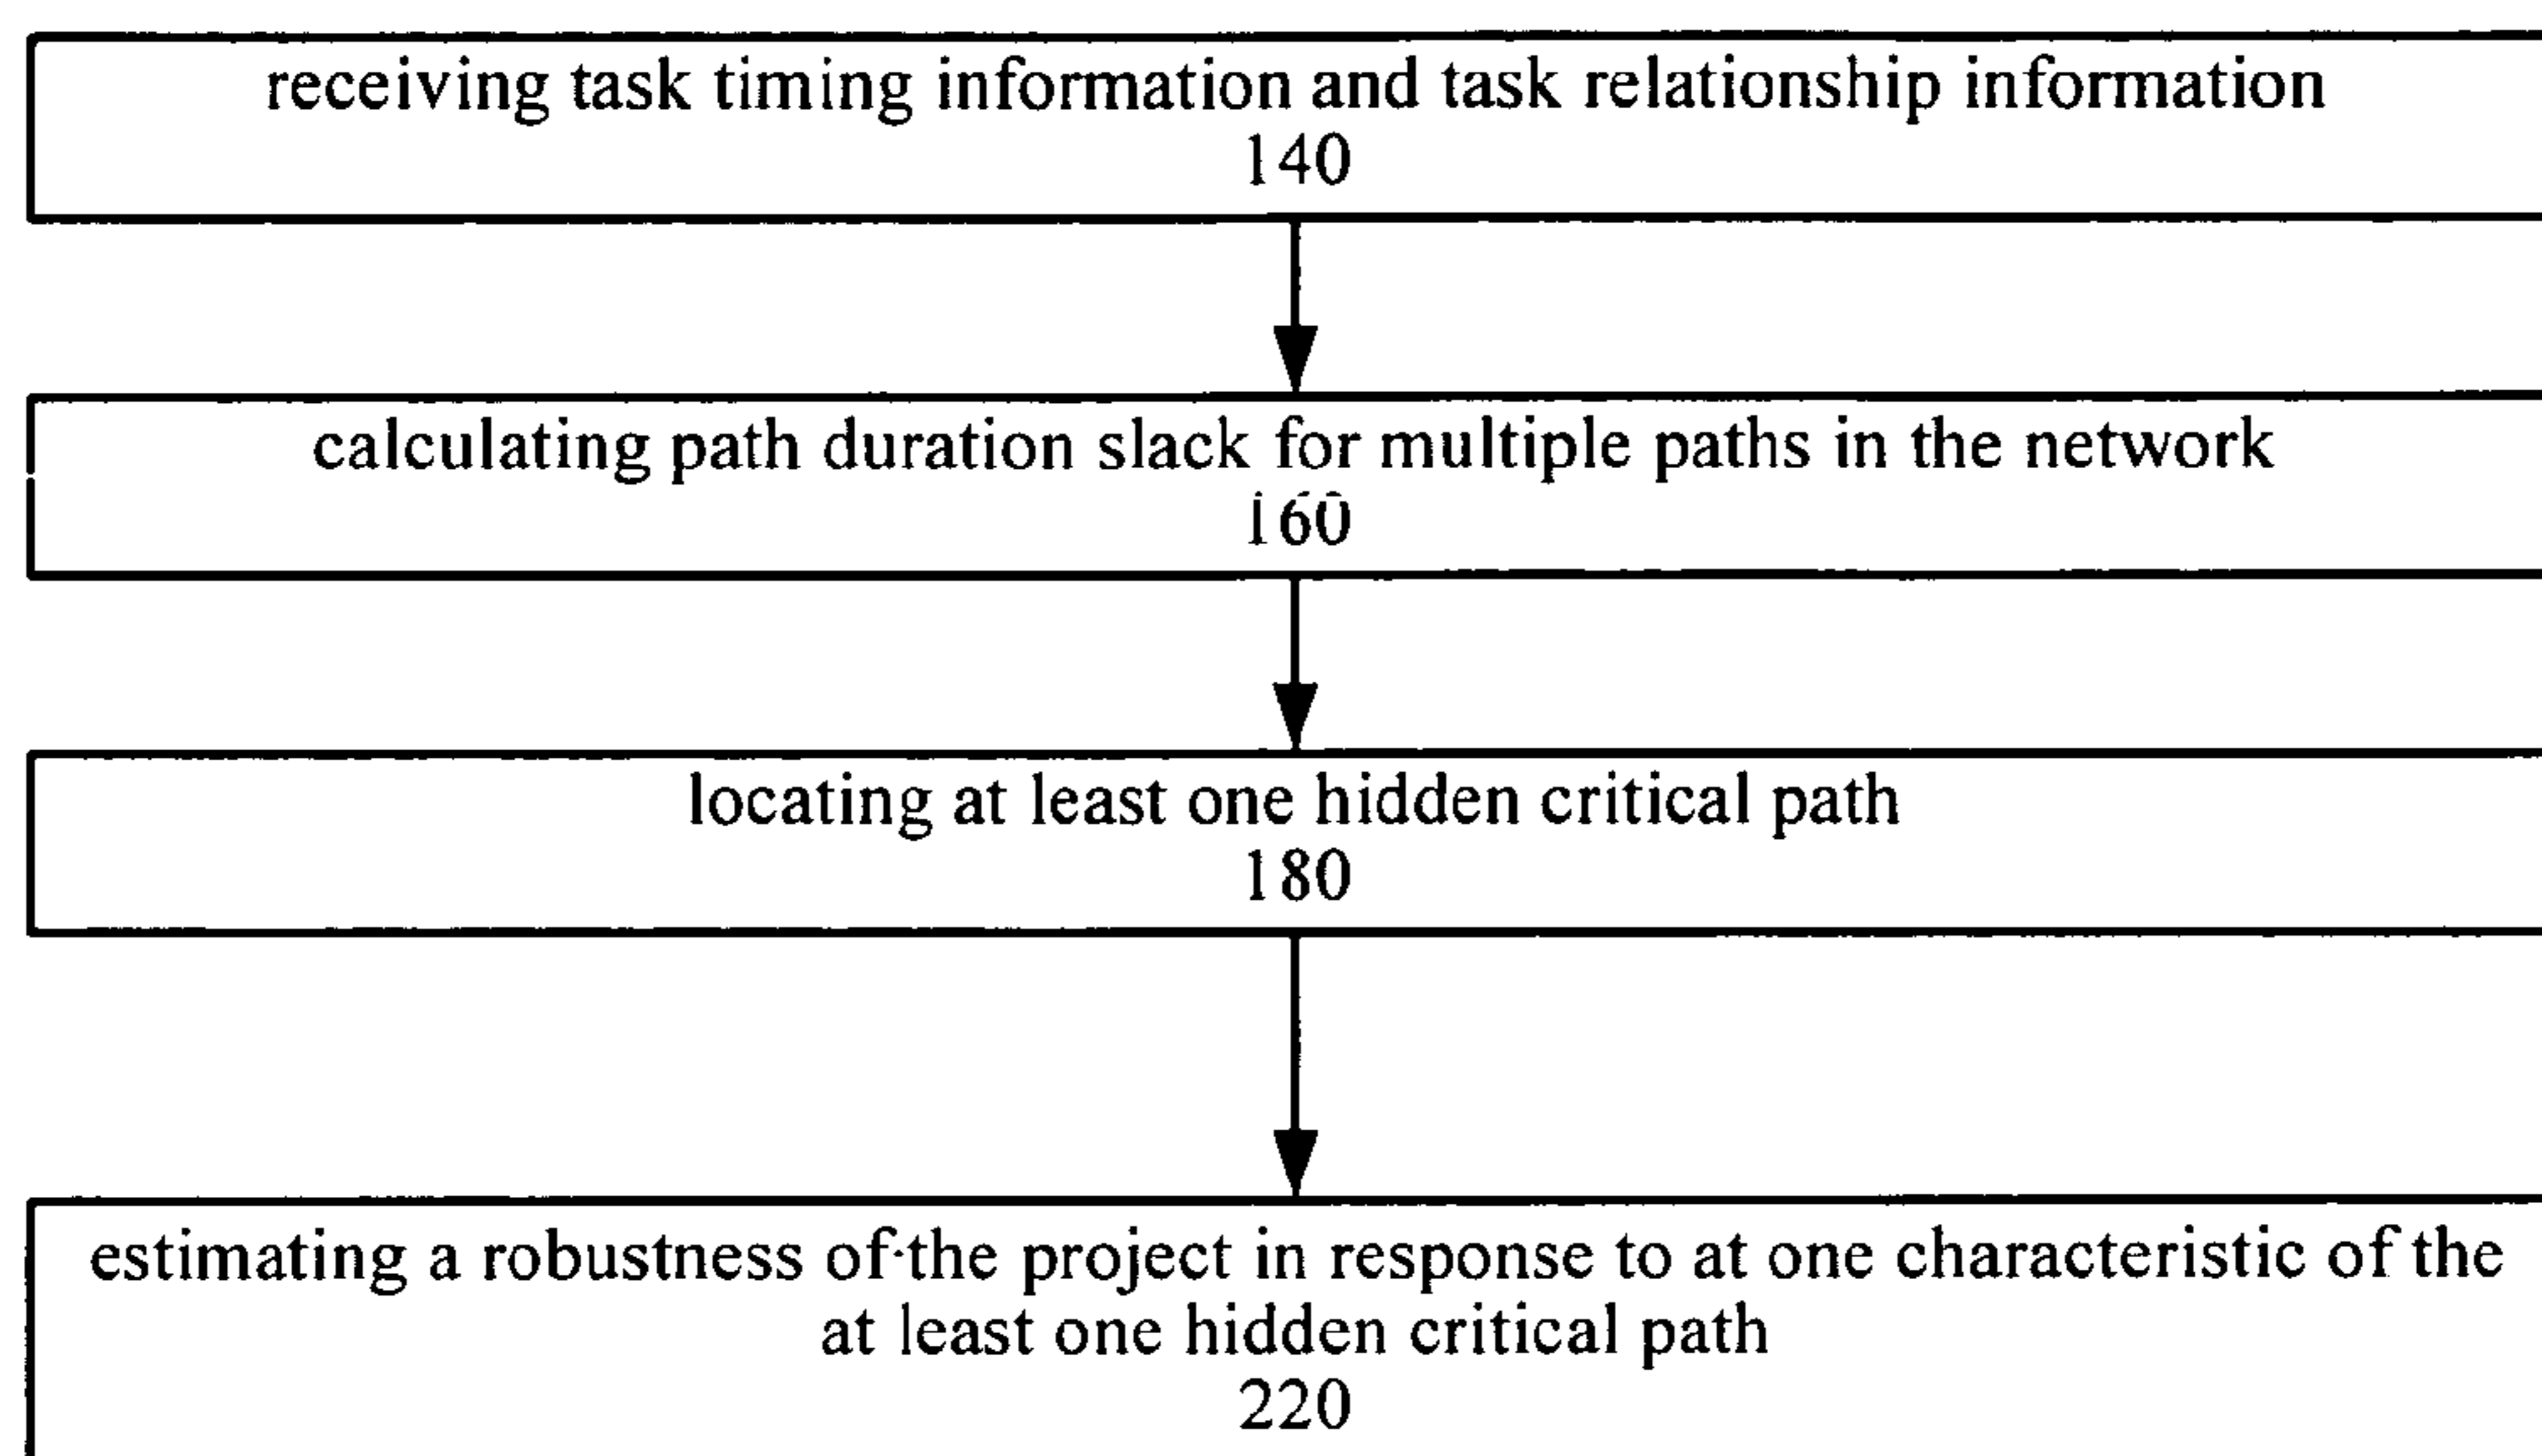 receiving task timing information and task relationship information
140
calculating path duration slack for multiple paths in the network
160
locating at least one hidden critical path
180
estimating a robustness of the project in response to at one characteristic of the
at least one hidden critical path
220